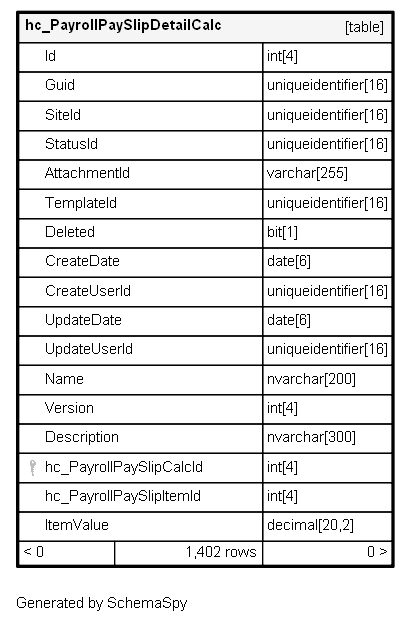 hc_PayrollPaySlipDetailCalc [table]
Id int[4]
Guid uniqueidentifier[16]
SiteId uniqueidentifier[16]
StatusId uniqueidentifier[16]
AttachmentId varchar[255]
TemplateId uniqueidentifier[16]
Deleted bit[1]
CreateDate date[6]
CreateUserId uniqueidentifier[16]
UpdateDate date[6]
UpdateUserId uniqueidentifier[16]
Name nvarchar[200]
Version int[4]
Description nvarchar[300]
hc_PayrollPaySlipCalcId int[4]
hc_PayrollPaySlipItemId int[4]
ItemValue decimal[20,2]
< 0 1,402 rows 0 >
Generated by SchemaSpy